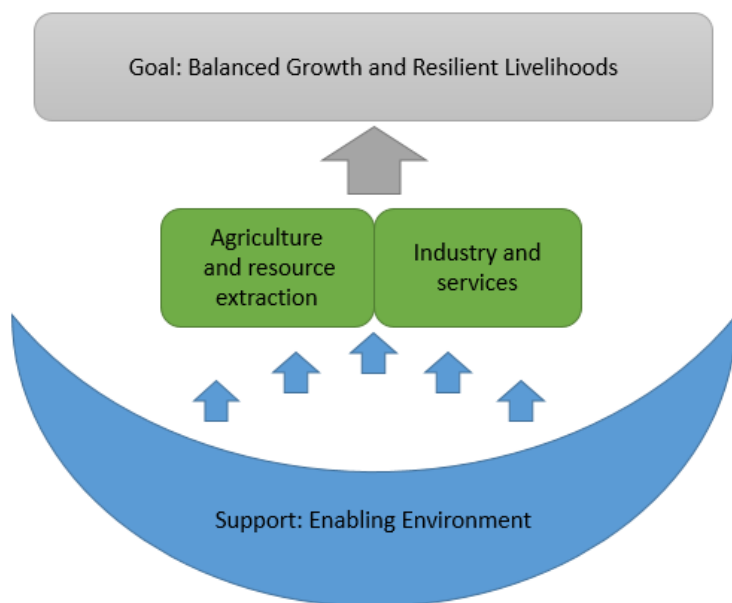 Goal: Balanced Growth and Resilient Livelihoods
Agriculture
and resource
extraction
Industry and
services
Support: Enabling Environment